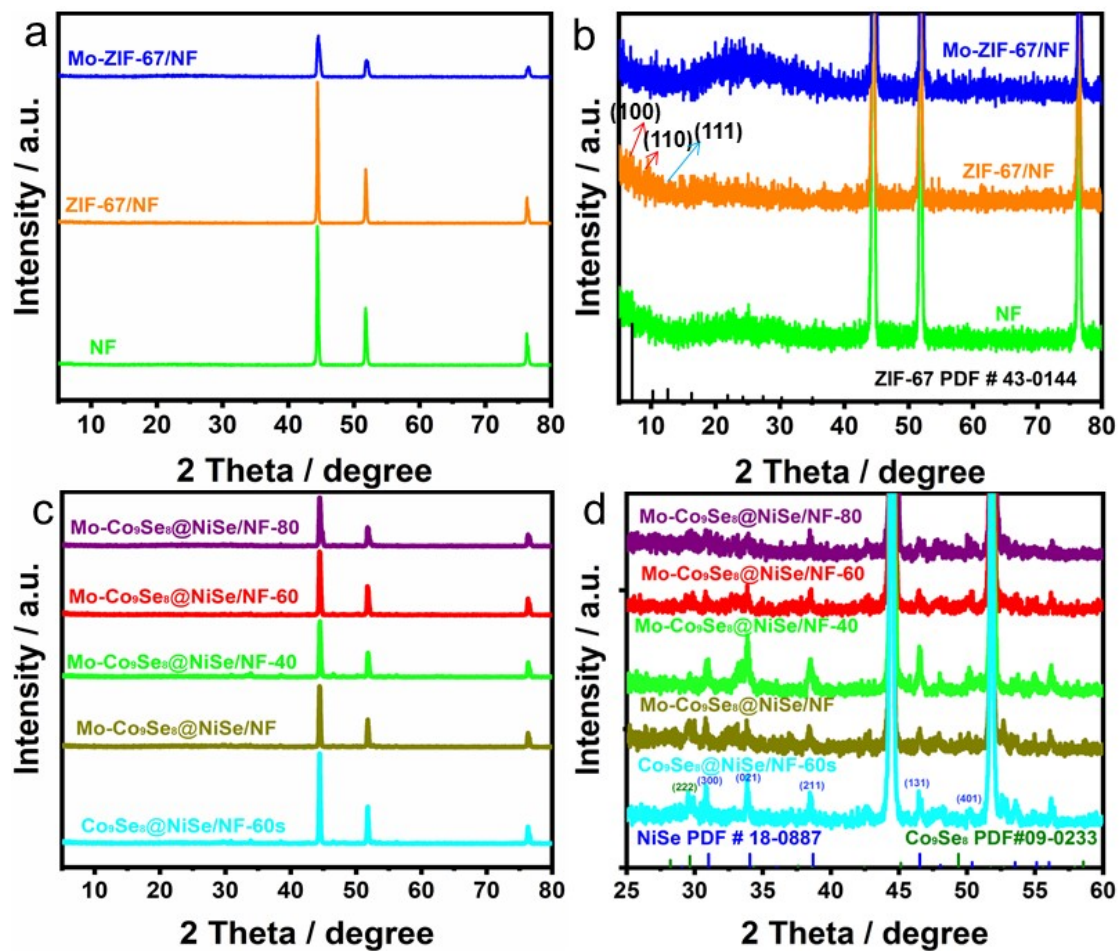 a
Mo-ZIF-67/NF
ZIF-67/NF
NF
Intensity / a.u.
10 20 30 40 50 60 70 80
2 Theta / degree
b
Mo-ZIF-67/NF
(100)
(110)
(111)
ZIF-67/NF
NF
ZIF-67 PDF # 43-0144
Intensity / a.u.
10 20 30 40 50 60 70 80
2 Theta / degree
c
Mo-Co₉Se₈@NiSe/NF-80
Mo-Co₉Se₈@NiSe/NF-60
Mo-Co₉Se₈@NiSe/NF-40
Mo-Co₉Se₈@NiSe/NF
Co₉Se₈@NiSe/NF-60s
Intensity / a.u.
10 20 30 40 50 60 70 80
2 Theta / degree
d
Mo-Co₉Se₈@NiSe/NF-80
Mo-Co₉Se₈@NiSe/NF-60
Mo-Co₉Se₈@NiSe/NF-40
Mo-Co₉Se₈@NiSe/NF
Co₉Se₈@NiSe/NF-60s
(222) (300) (021) (211) (131) (401)
NiSe PDF # 18-0887 Co₉Se₈ PDF#09-0233
Intensity / a.u.
25 30 35 40 45 50 55 60
2 Theta / degree